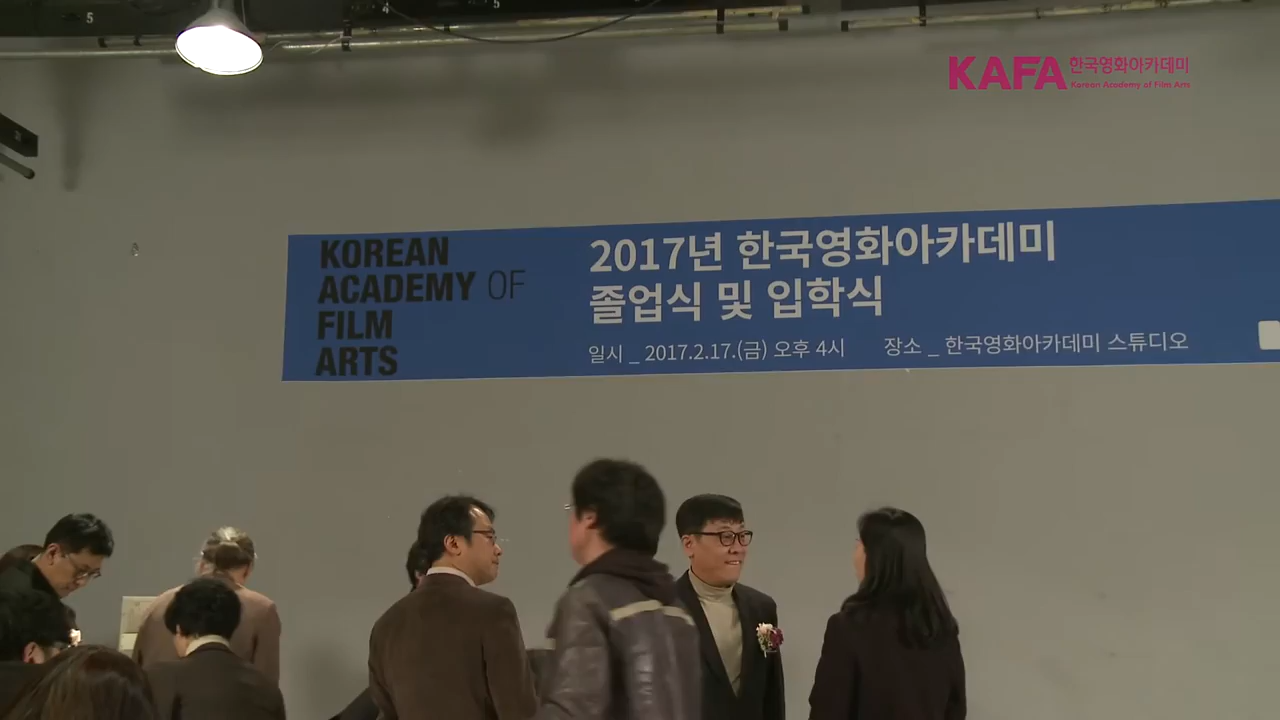 5
5
KAFA 한국영화아카데미
Korean Academy of Film Arts
KOREAN
ACADEMY OF
FILM
ARTS
2017년 한국영화아카데미
졸업식 및 입학식
일시 _ 2017.2.17.(금) 오후 4시 장소 _ 한국영화아카데미 스튜디오